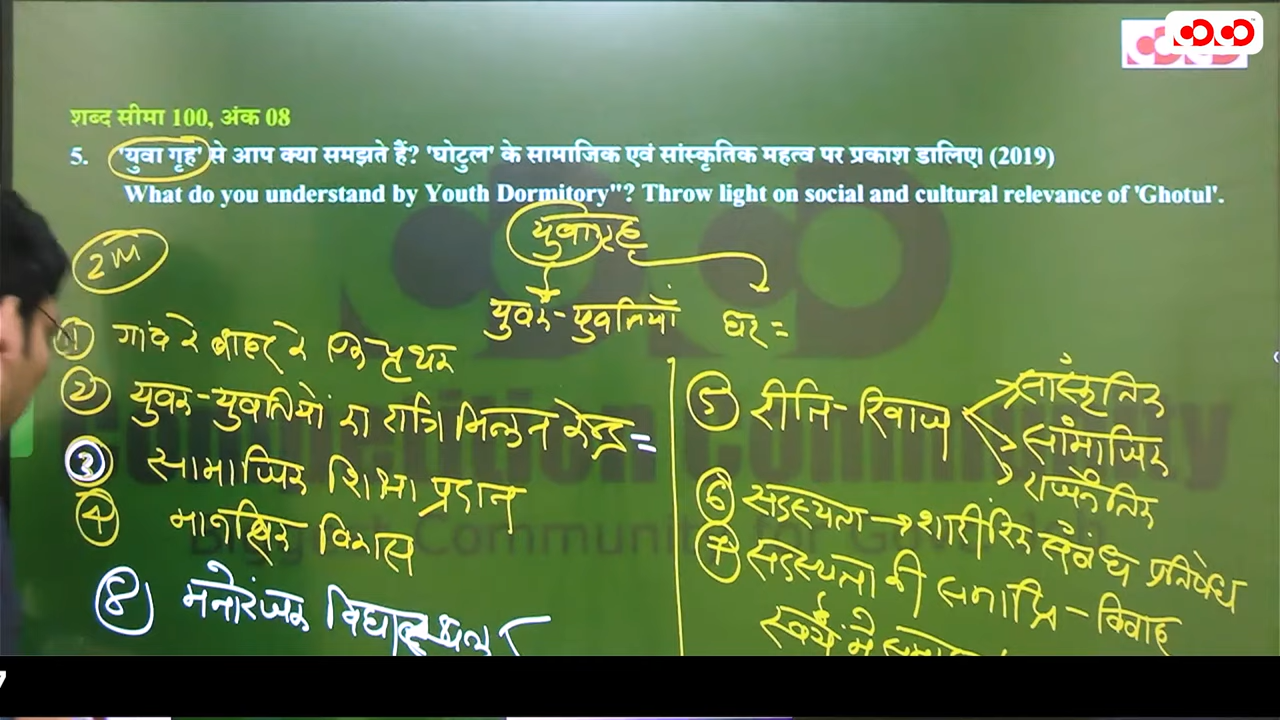 शब्द सीमा 100, अंक 08
5. 'युवा गृह' से आप क्या समझते हैं? 'घोटुल' के सामाजिक एवं सांस्कृतिक महत्व पर प्रकाश डालिए। (2019)
What do you understand by Youth Dormitory"? Throw light on social and cultural relevance of 'Ghotul'.
युवागृह
2M
युवक-युवतियाँ घर =
① गांव के बाहर
② युवक-युवतियों का रात्रि मिलन केन्द्र =
③ सामाजिक शिक्षा प्रदान
④ मानसिक विकास
⑧ मनोरंजक
⑤ रीति-रिवाज
सांस्कृतिक
सामाजिक
राजनैतिक
⑥ सदस्यता → शारीरिक संबंध प्रतिषेध
⑦ सदस्यता की समाप्ति - विवाह
7